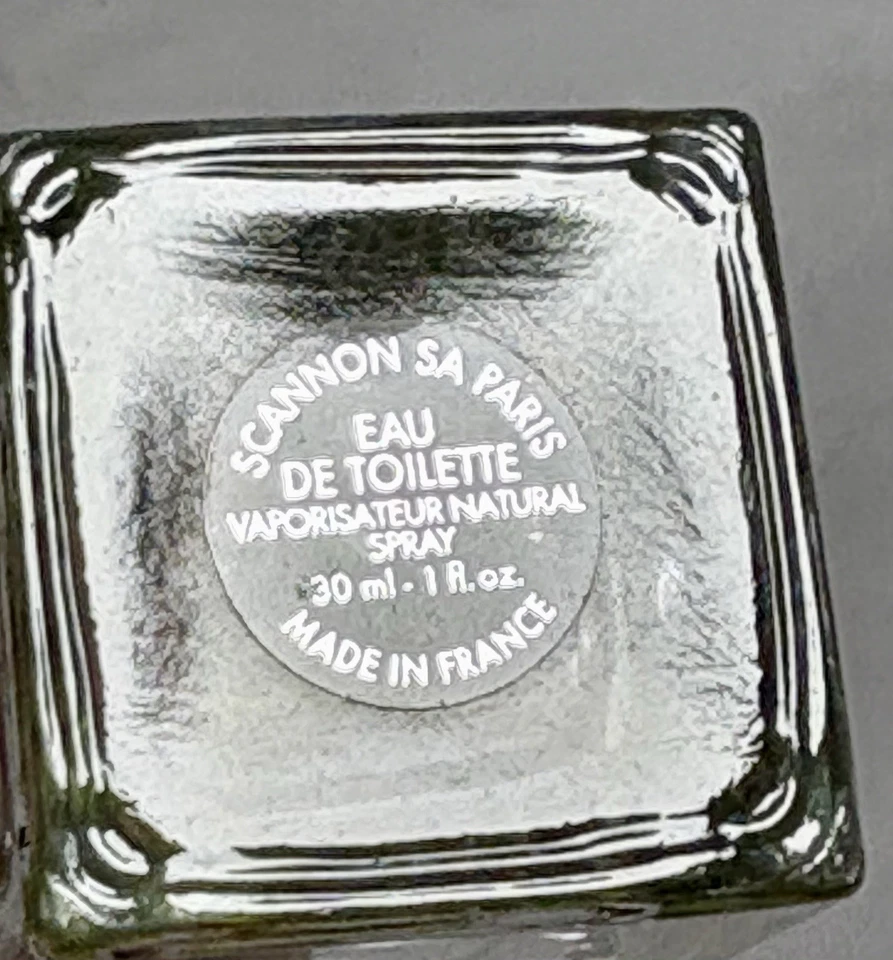 SCANNON SA PARIS
EAU
DE TOILETTE
VAPORISATEUR NATURAL
SPRAY
30 ml - 1 fl.oz.
MADE IN FRANCE